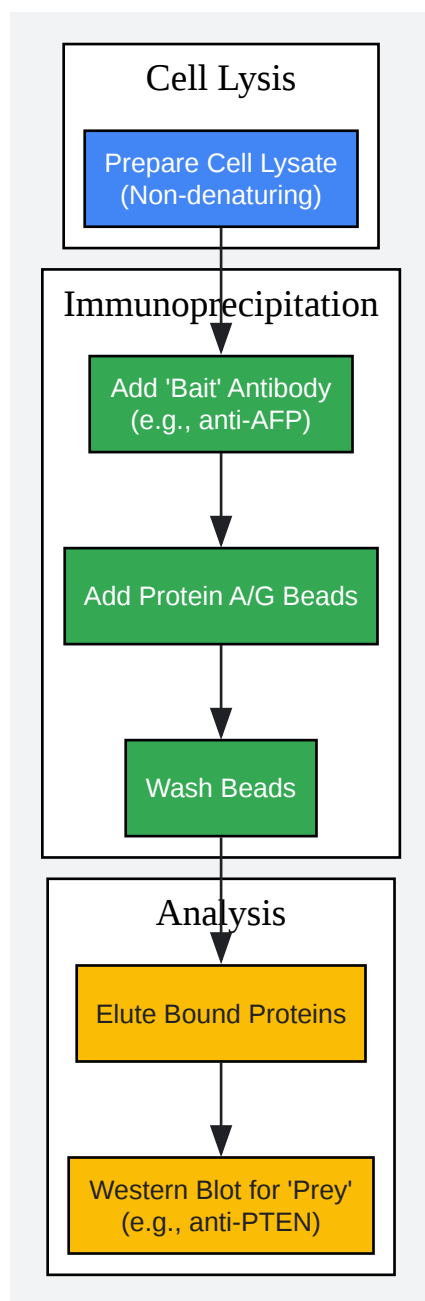 Cell Lysis
Prepare Cell Lysate
(Non-denaturing)
Immunoprecipitation
Add 'Bait' Antibody
(e.g., anti-AFP)
Add Protein A/G Beads
Wash Beads
Analysis
Elute Bound Proteins
Western Blot for 'Prey'
(e.g., anti-PTEN)